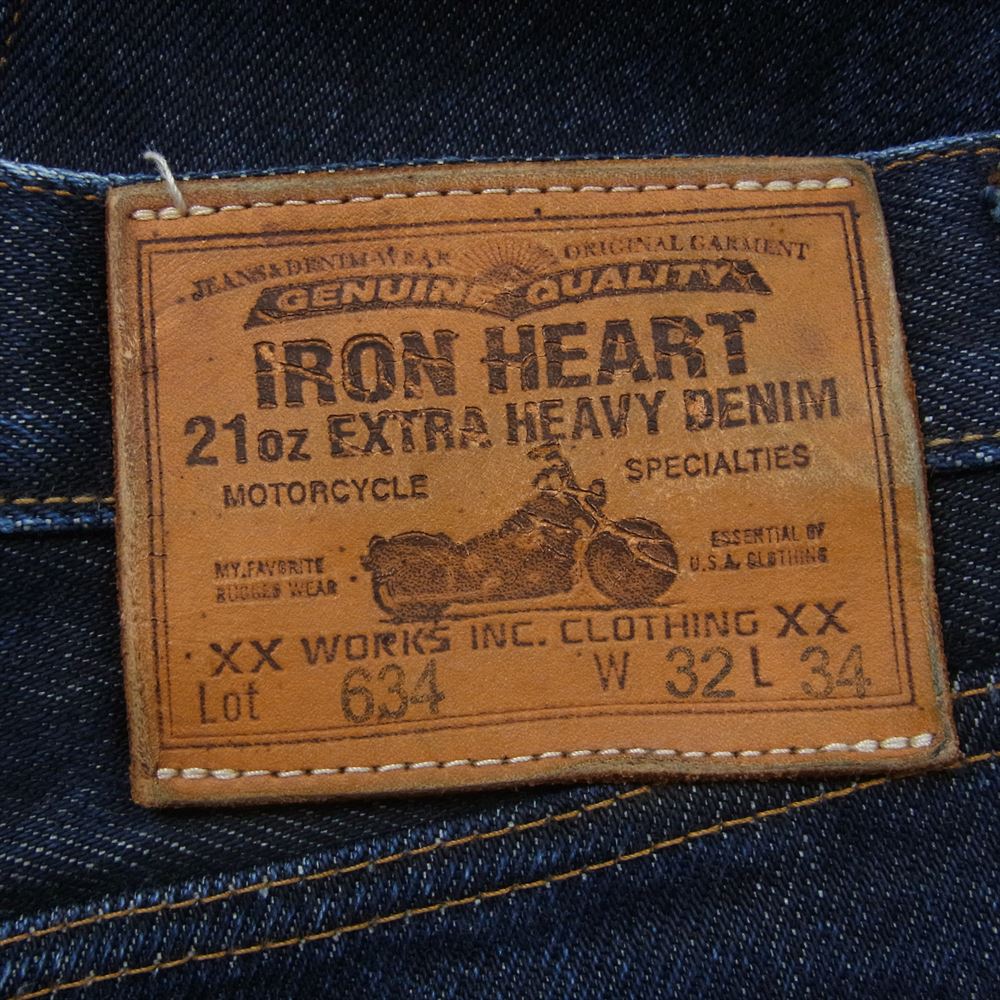 JEANS&DENIM WEAR ORIGINAL GARMENT
GENUINE QUALITY
IRON HEART
21oz EXTRA HEAVY DENIM
MOTORCYCLE SPECIALTIES
MY.FAVORITE ESSENTIAL OF
RUGGED WEAR U.S.A. CLOTHING
XX WORKS INC. CLOTHING XX
Lot 634 W 32 L 34